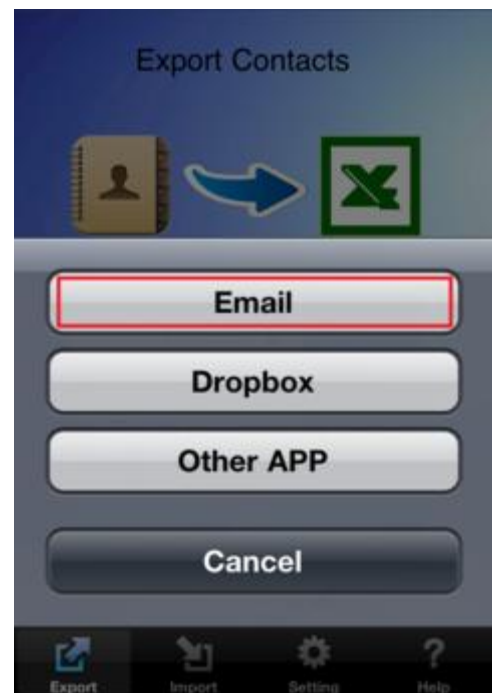 Export Contacts
Email
Dropbox
Other APP
Cancel
Export Import Setting Help